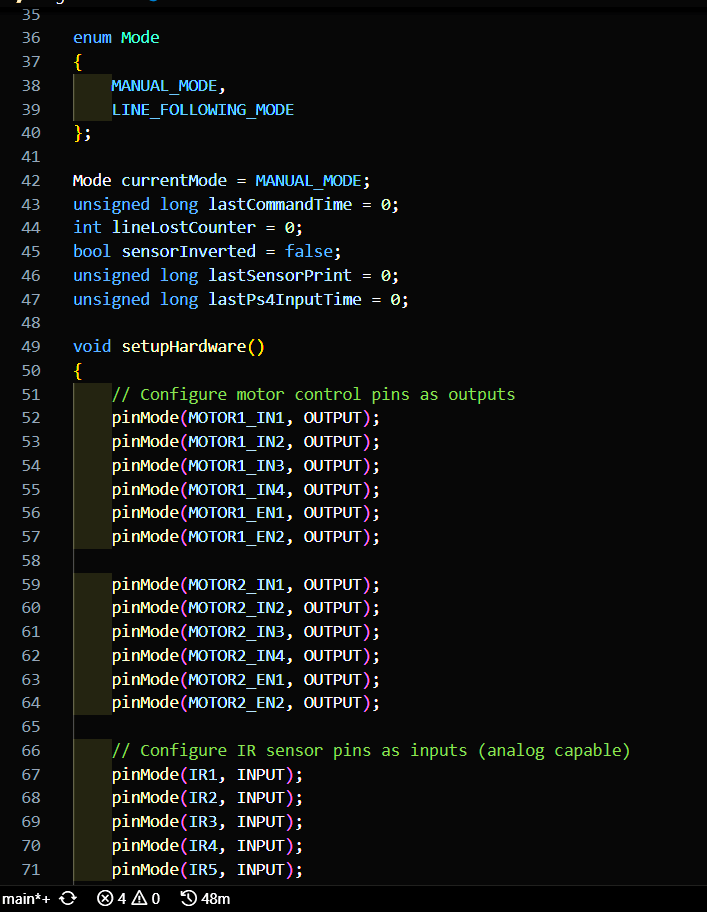 35
36 enum Mode
37 {
38     MANUAL_MODE,
39     LINE_FOLLOWING_MODE
40 };
41
42 Mode currentMode = MANUAL_MODE;
43 unsigned long lastCommandTime = 0;
44 int lineLostCounter = 0;
45 bool sensorInverted = false;
46 unsigned long lastSensorPrint = 0;
47 unsigned long lastPs4InputTime = 0;
48
49 void setupHardware()
50 {
51     // Configure motor control pins as outputs
52     pinMode(MOTOR1_IN1, OUTPUT);
53     pinMode(MOTOR1_IN2, OUTPUT);
54     pinMode(MOTOR1_IN3, OUTPUT);
55     pinMode(MOTOR1_IN4, OUTPUT);
56     pinMode(MOTOR1_EN1, OUTPUT);
57     pinMode(MOTOR1_EN2, OUTPUT);
58
59     pinMode(MOTOR2_IN1, OUTPUT);
60     pinMode(MOTOR2_IN2, OUTPUT);
61     pinMode(MOTOR2_IN3, OUTPUT);
62     pinMode(MOTOR2_IN4, OUTPUT);
63     pinMode(MOTOR2_EN1, OUTPUT);
64     pinMode(MOTOR2_EN2, OUTPUT);
65
66     // Configure IR sensor pins as inputs (analog capable)
67     pinMode(IR1, INPUT);
68     pinMode(IR2, INPUT);
69     pinMode(IR3, INPUT);
70     pinMode(IR4, INPUT);
71     pinMode(IR5, INPUT);
main*+ 4 0 48m